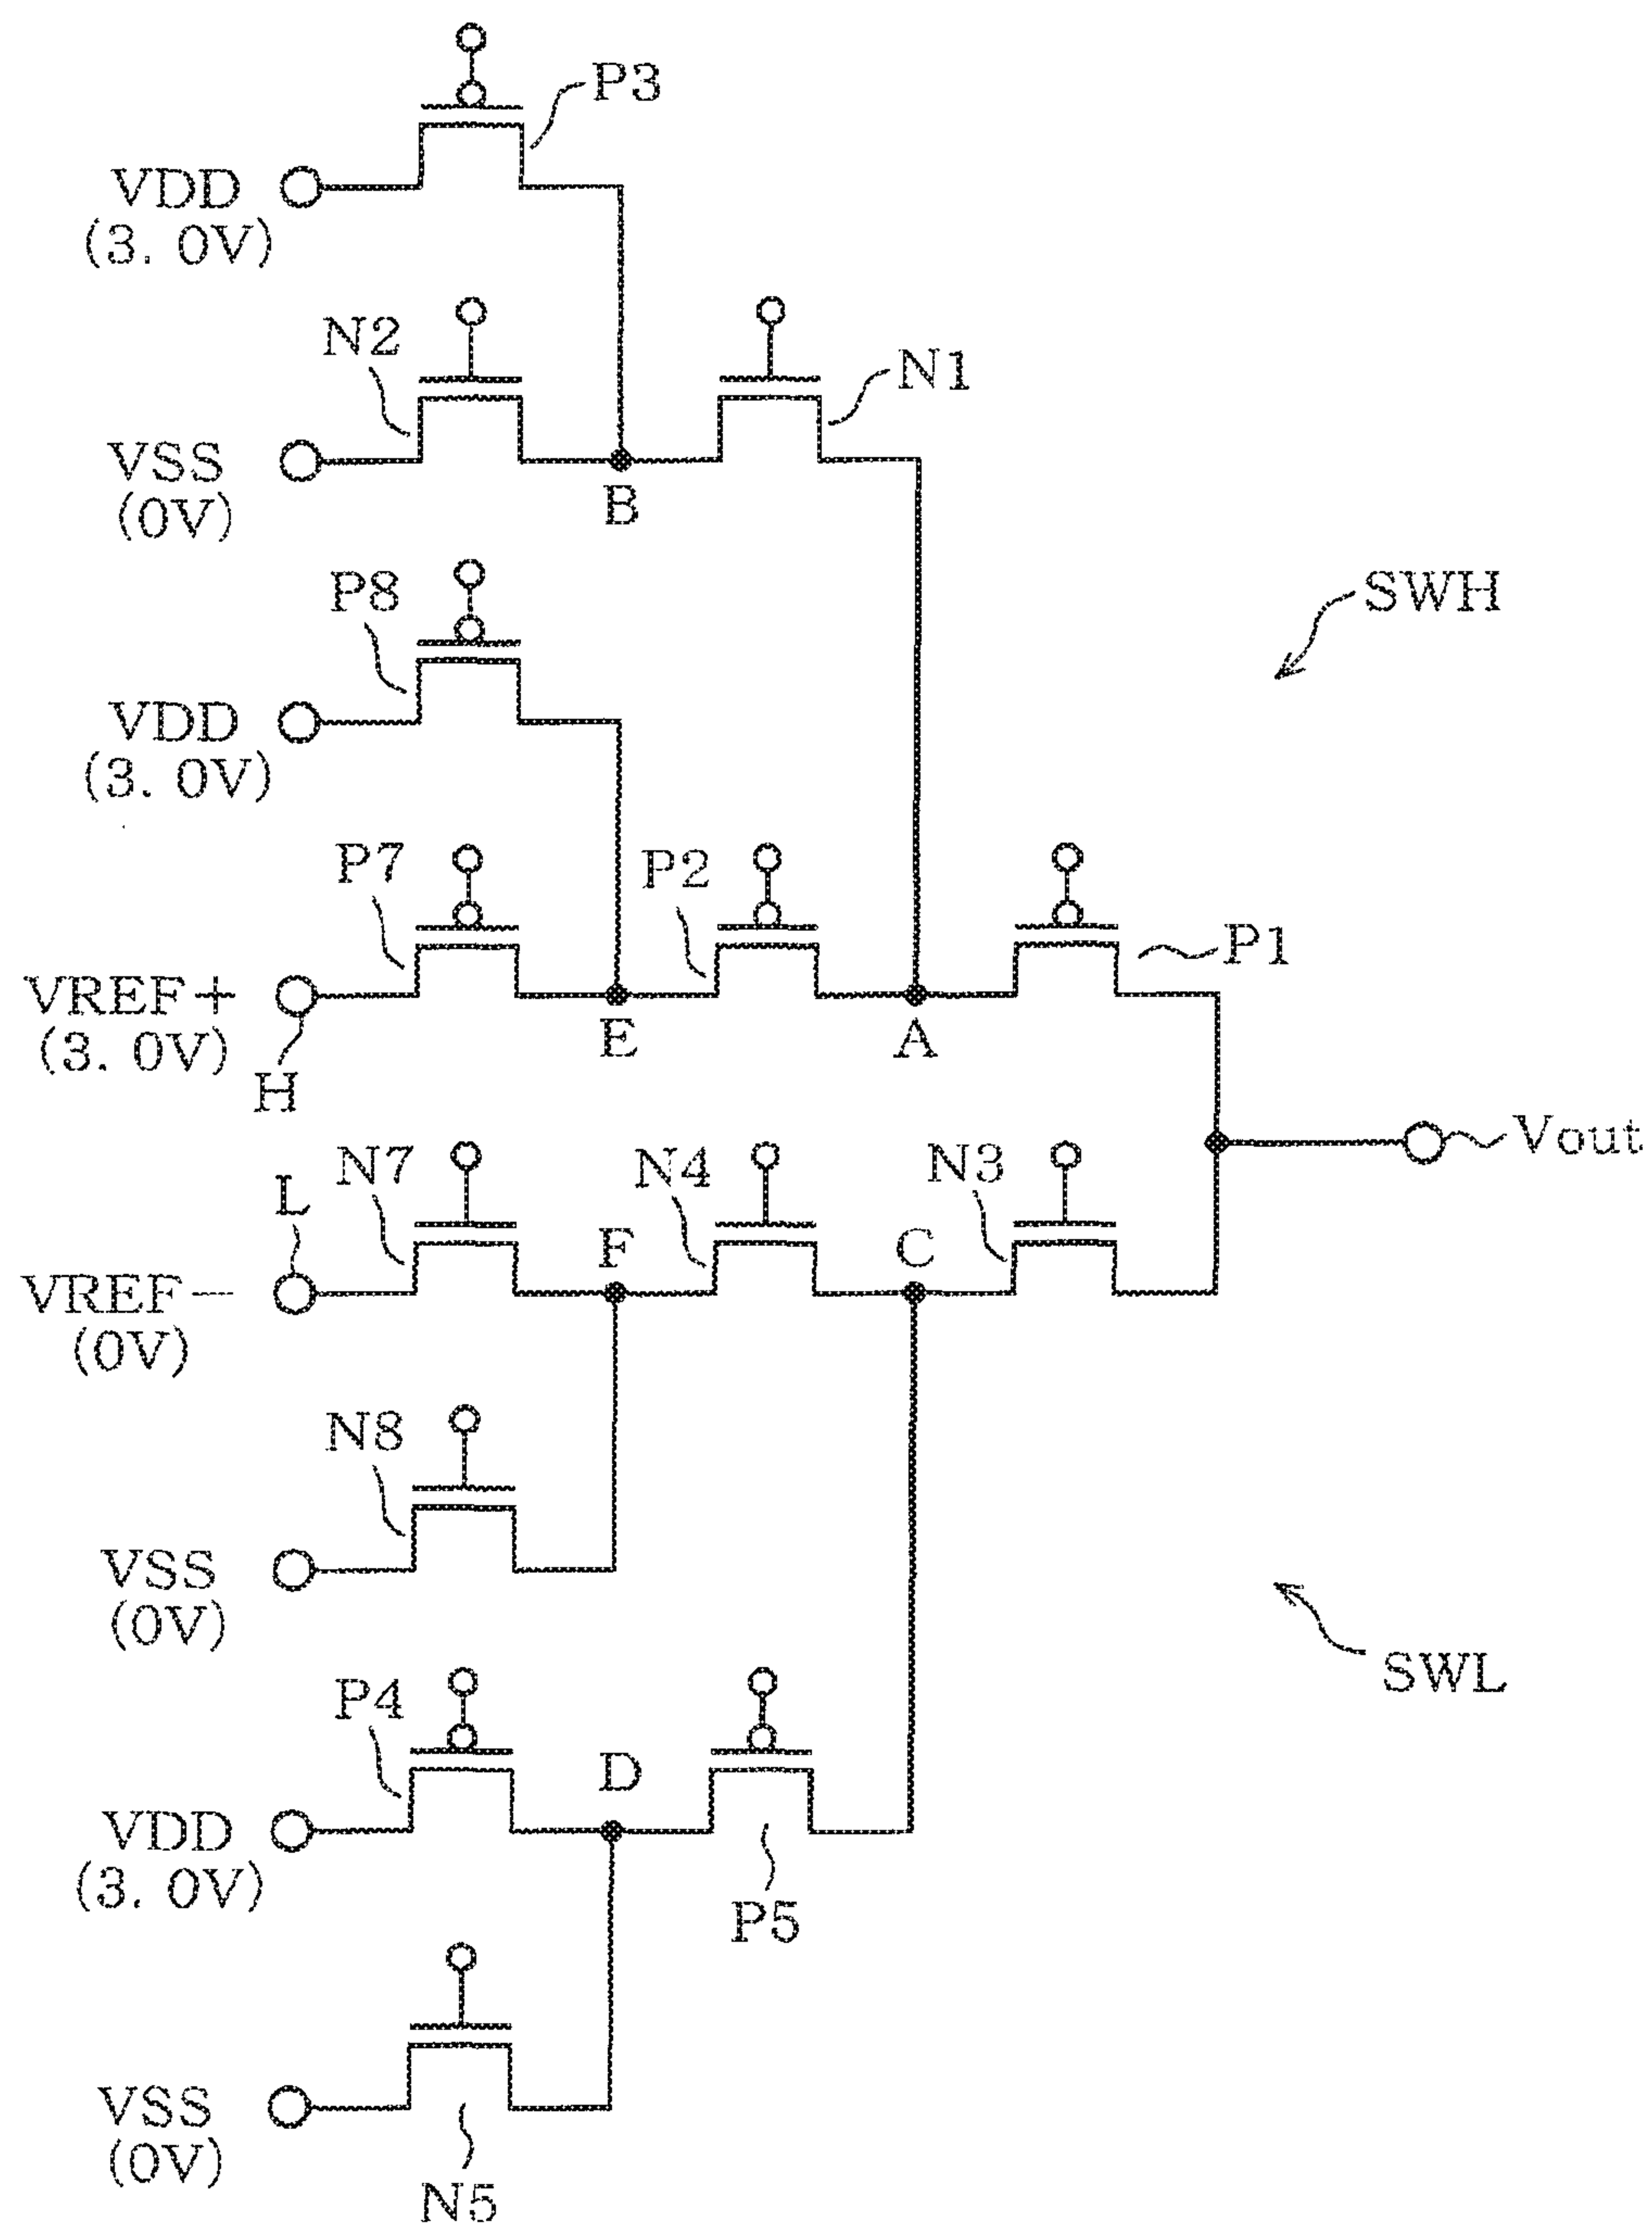 P3
VDD
(3. 0V)
N2
N1
VSS
(0V)
B
P8
SWH
VDD
(3. 0V)
P7
P2
P1
VREF+
(3. 0V)
E
A
H
Vout
L
N7
N4
N3
F
C
VREF-
(0V)
N8
VSS
(0V)
SWL
P4
D
VDD
(3. 0V)
P5
VSS
(0V)
N5